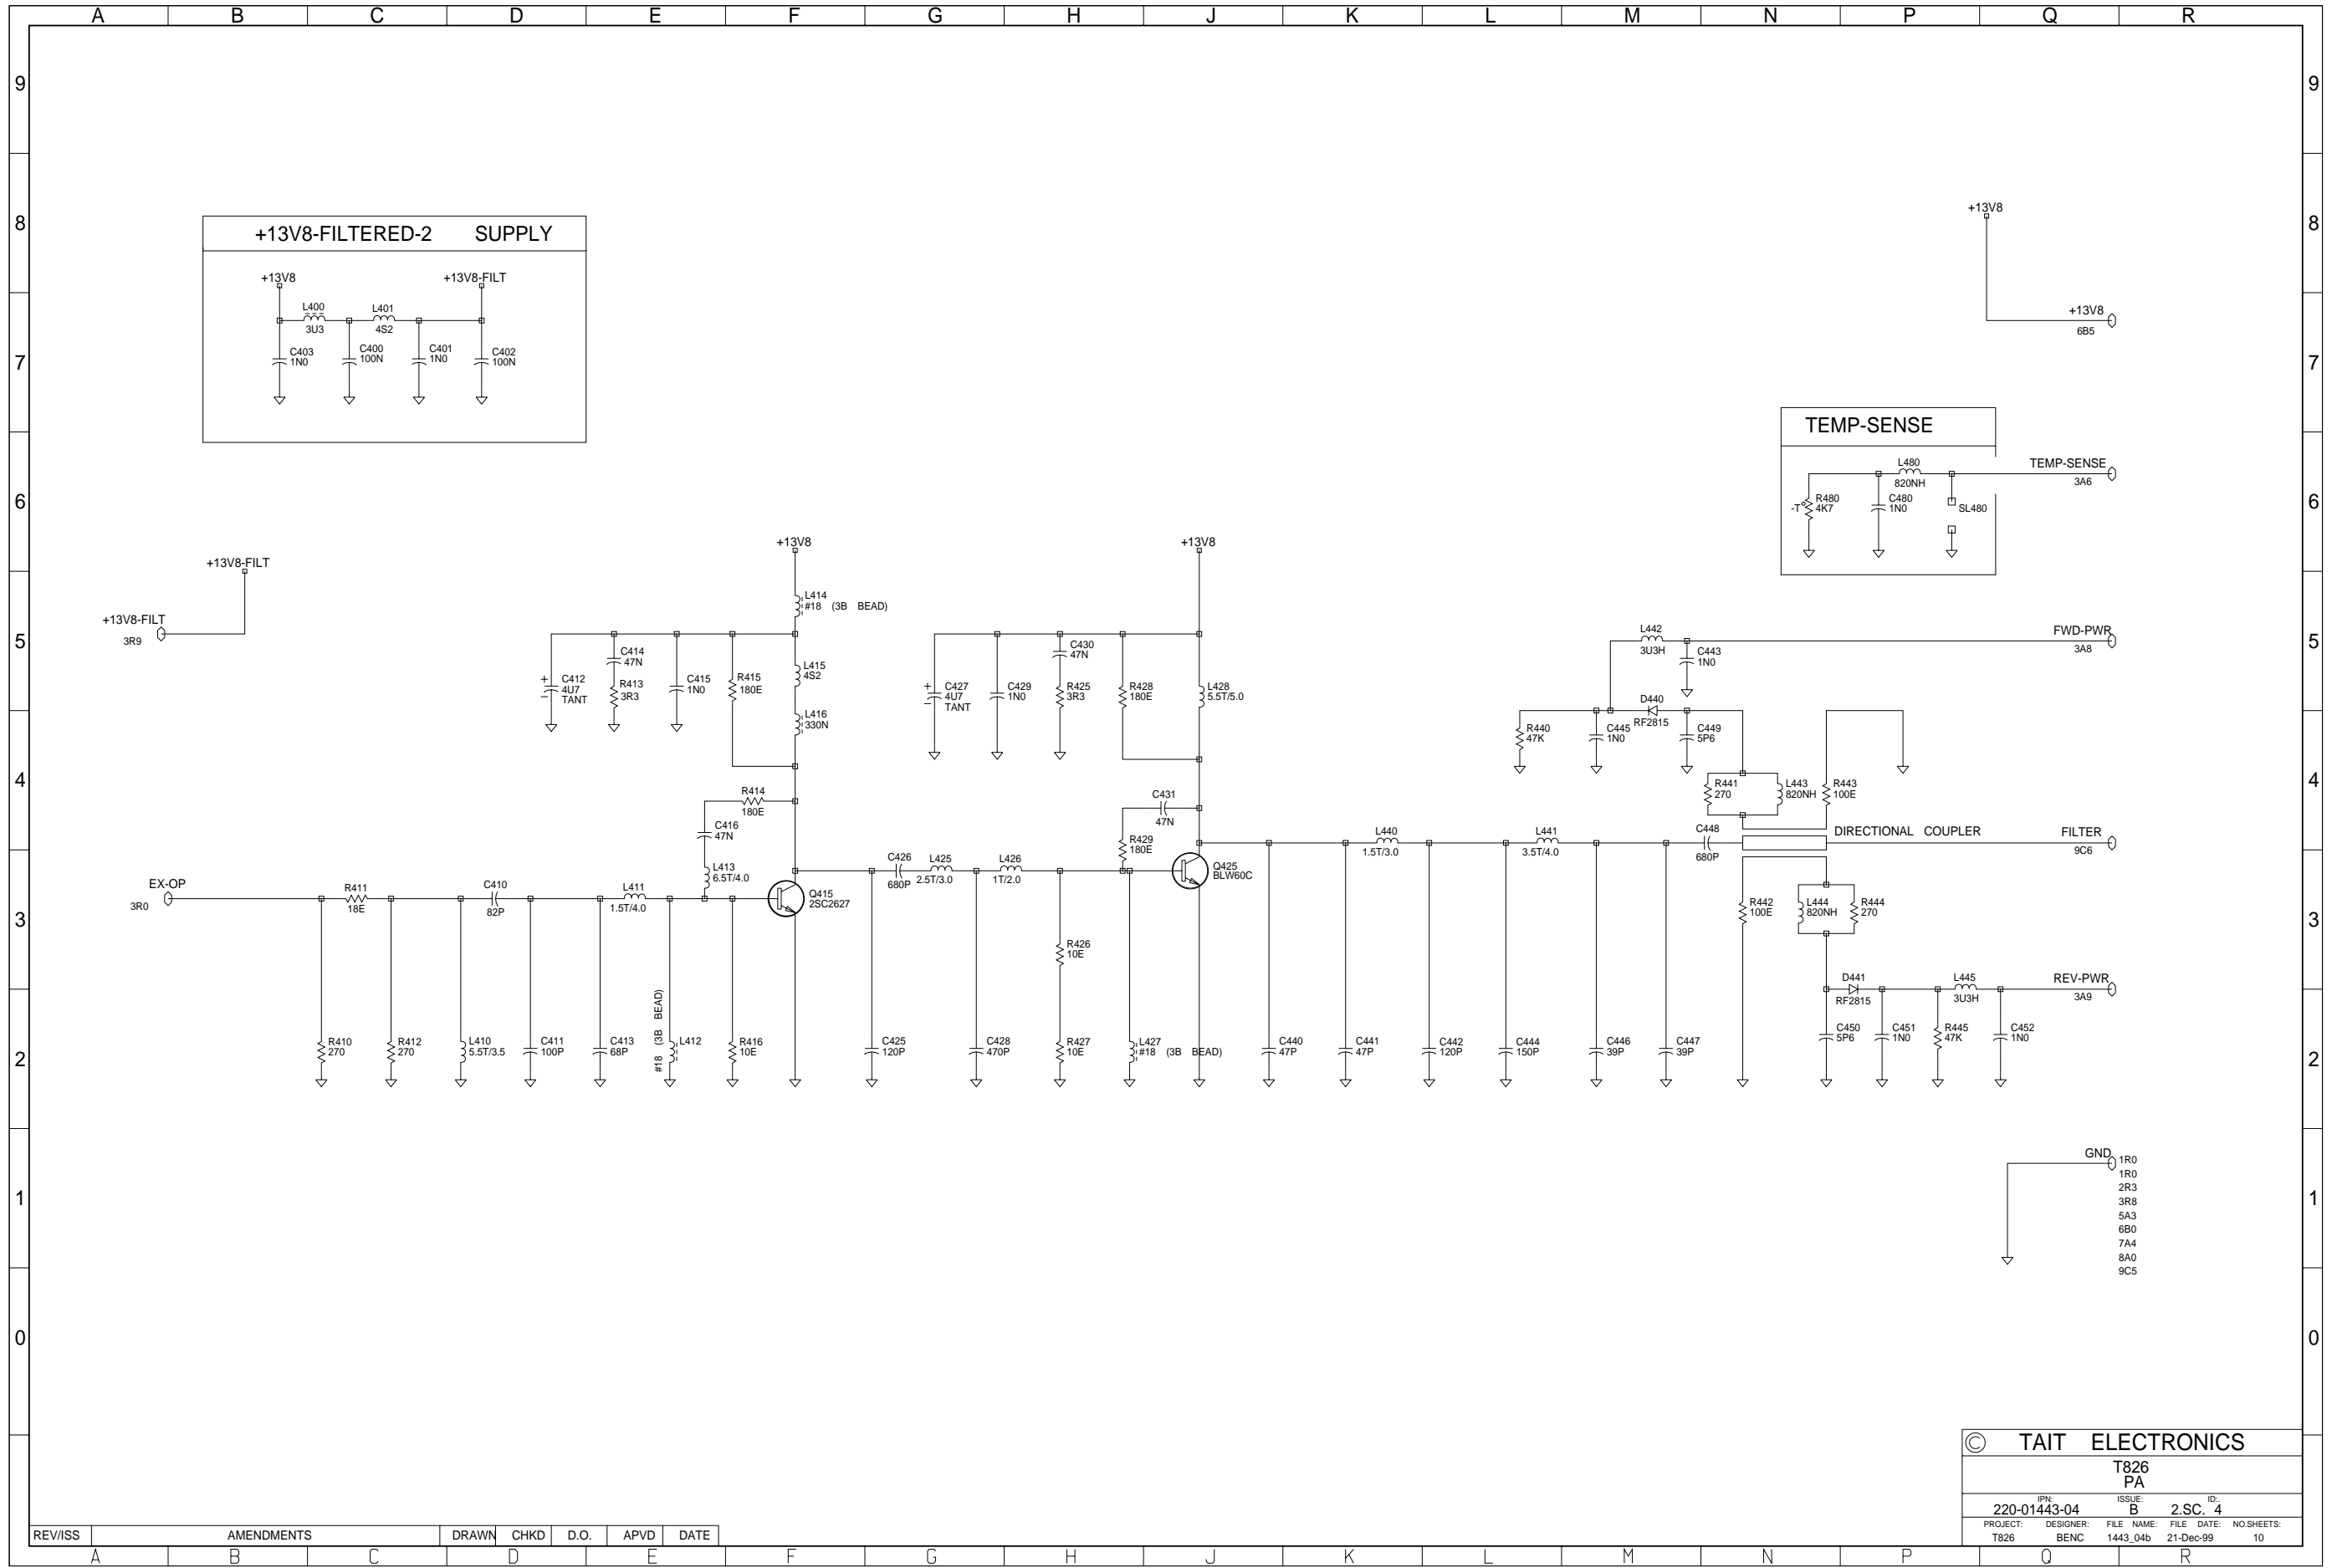 A B C D E F G H J K L M N P Q R
9
9
8
8
7
7
6
6
5
5
4
4
3
3
2
2
1
1
0
0
+13V8-FILTERED-2 SUPPLY
+13V8
+13V8-FILT
L400
3U3
L401
4S2
C403
1N0
C400
100N
C401
1N0
C402
100N
+13V8
+13V8
6B5
TEMP-SENSE
L480
820NH
R480
4K7
-T°
C480
1N0
SL480
TEMP-SENSE
3A6
+13V8-FILT
+13V8-FILT
3R9
+13V8
L414
#18 (3B BEAD)
C412
4U7
TANT
+
−
C414
47N
R413
3R3
C415
1N0
R415
180E
L415
4S2
L416
330N
R414
180E
C416
47N
L413
6.5T/4.0
Q415
2SC2627
EX-OP
3R0
R411
18E
C410
82P
L411
1.5T/4.0
R410
270
R412
270
L410
5.5T/3.5
C411
100P
C413
68P
#18 (3B BEAD)
L412
R416
10E
+13V8
C427
4U7
TANT
+
−
C429
1N0
C430
47N
R425
3R3
R428
180E
L428
5.5T/5.0
C431
47N
R429
180E
C426
680P
L425
2.5T/3.0
L426
1T/2.0
Q425
BLW60C
C425
120P
C428
470P
R426
10E
R427
10E
L427
#18 (3B BEAD)
C440
47P
C441
47P
L440
1.5T/3.0
C442
120P
C444
150P
L441
3.5T/4.0
C446
39P
C447
39P
C448
680P
L442
3U3H
C443
1N0
FWD-PWR
3A8
D440
RF2815
R440
47K
C445
1N0
C449
5P6
R441
270
L443
820NH
R443
100E
DIRECTIONAL COUPLER
FILTER
9C6
R442
100E
L444
820NH
R444
270
D441
RF2815
L445
3U3H
REV-PWR
3A9
C450
5P6
C451
1N0
R445
47K
C452
1N0
GND
1R0
1R0
2R3
3R8
5A3
6B0
7A4
8A0
9C5
© TAIT ELECTRONICS
T826
PA
IPN: ISSUE: ID:.
220-01443-04 B 2.SC. 4
PROJECT: DESIGNER: FILE NAME: FILE DATE: NO.SHEETS:
T826 BENC 1443_04b 21-Dec-99 10
REV/ISS AMENDMENTS DRAWN CHKD D.O. APVD DATE
A B C D E F G H J K L M N P Q R